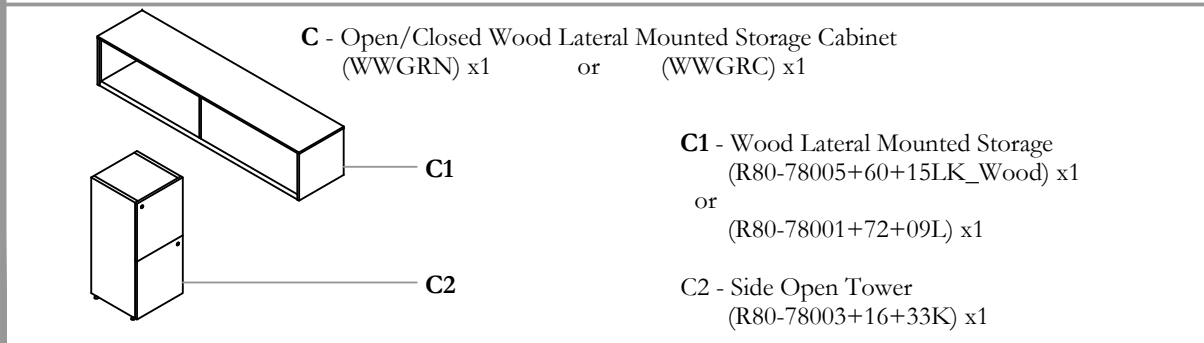 C - Open/Closed Wood Lateral Mounted Storage Cabinet
(WWGRN) x1 or (WWGRC) x1
C1
C2
C1 - Wood Lateral Mounted Storage
(R80-78005+60+15LK_Wood) x1
or
(R80-78001+72+09L) x1
C2 - Side Open Tower
(R80-78003+16+33K) x1